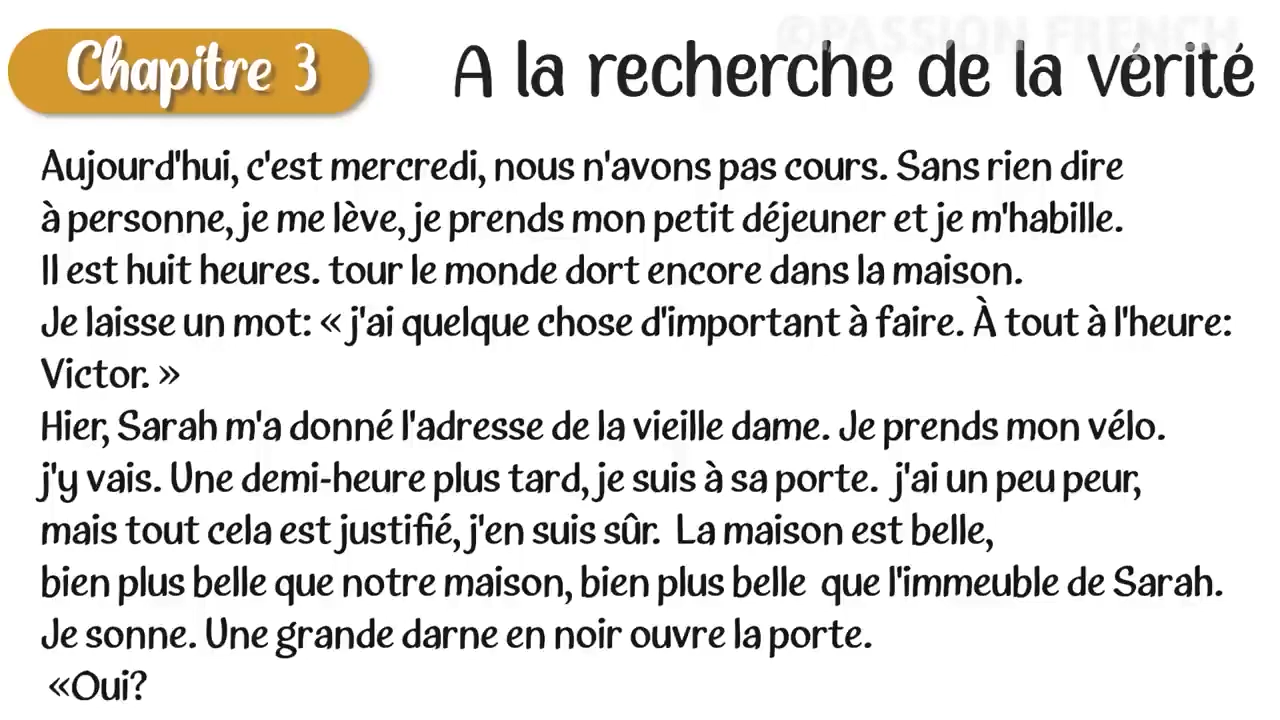 ©PASSION FRENCH
Chapitre 3
A la recherche de la vérité
Aujourd'hui, c'est mercredi, nous n'avons pas cours. Sans rien dire
à personne, je me lève, je prends mon petit déjeuner et je m'habille.
Il est huit heures. tour le monde dort encore dans la maison.
Je laisse un mot: « j'ai quelque chose d'important à faire. À tout à l'heure:
Victor. »
Hier, Sarah m'a donné l'adresse de la vieille dame. Je prends mon vélo.
j'y vais. Une demi-heure plus tard, je suis à sa porte. j'ai un peu peur,
mais tout cela est justifié, j'en suis sûr. La maison est belle,
bien plus belle que notre maison, bien plus belle que l'immeuble de Sarah.
Je sonne. Une grande darne en noir ouvre la porte.
«Oui?